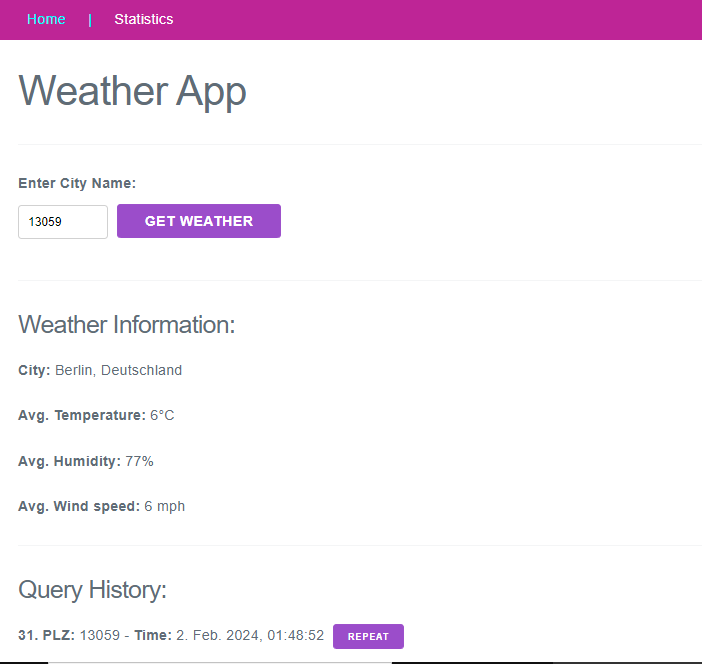 Home | Statistics
Weather App
Enter City Name:
13059 GET WEATHER
Weather Information:
City: Berlin, Deutschland
Avg. Temperature: 6°C
Avg. Humidity: 77%
Avg. Wind speed: 6 mph
Query History:
31. PLZ: 13059 - Time: 2. Feb. 2024, 01:48:52 REPEAT